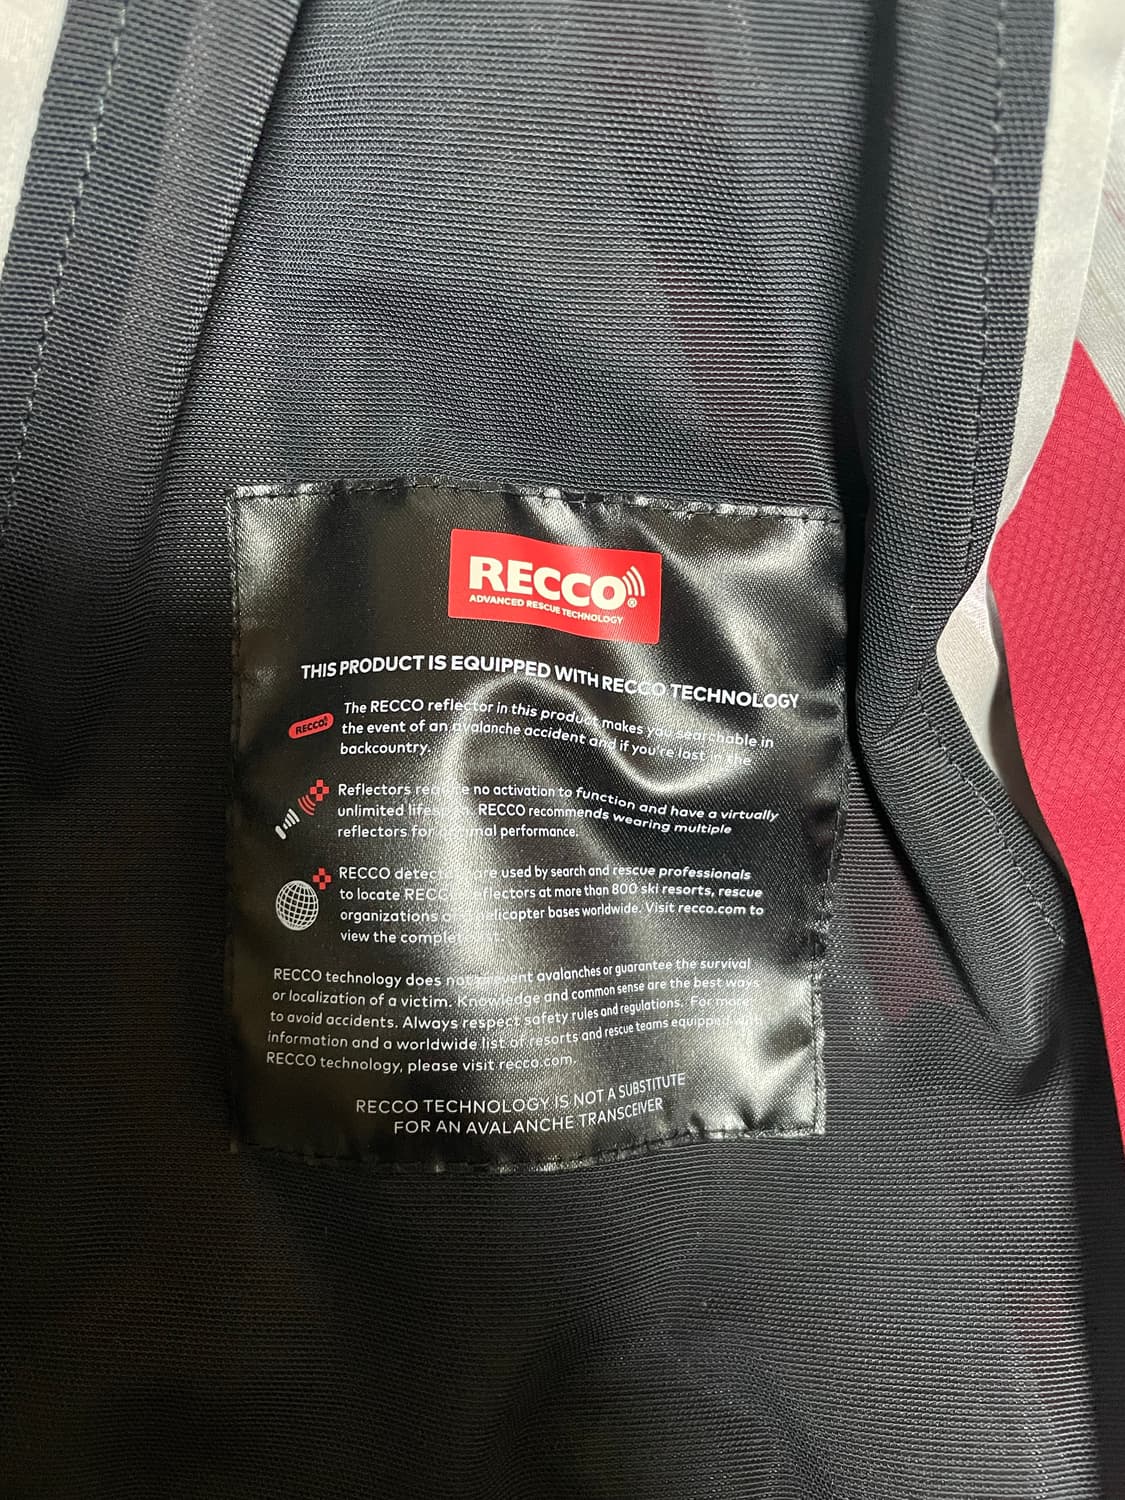 RECCO®
ADVANCED RESCUE TECHNOLOGY
THIS PRODUCT IS EQUIPPED WITH RECCO TECHNOLOGY
RECCO®
The RECCO reflector in this product makes you searchable in
the event of an avalanche accident and if you're lost in the
backcountry.
Reflectors require no activation to function and have a virtually
unlimited lifespan. RECCO recommends wearing multiple
reflectors for optimal performance.
RECCO detectors are used by search and rescue professionals
to locate RECCO reflectors at more than 800 ski resorts, rescue
organizations and helicopter bases worldwide. Visit recco.com to
view the complete list.
RECCO technology does not prevent avalanches or guarantee the survival
or localization of a victim. Knowledge and common sense are the best ways
to avoid accidents. Always respect safety rules and regulations. For more
information and a worldwide list of resorts and rescue teams equipped with
RECCO technology, please visit recco.com.
RECCO TECHNOLOGY IS NOT A SUBSTITUTE
FOR AN AVALANCHE TRANSCEIVER